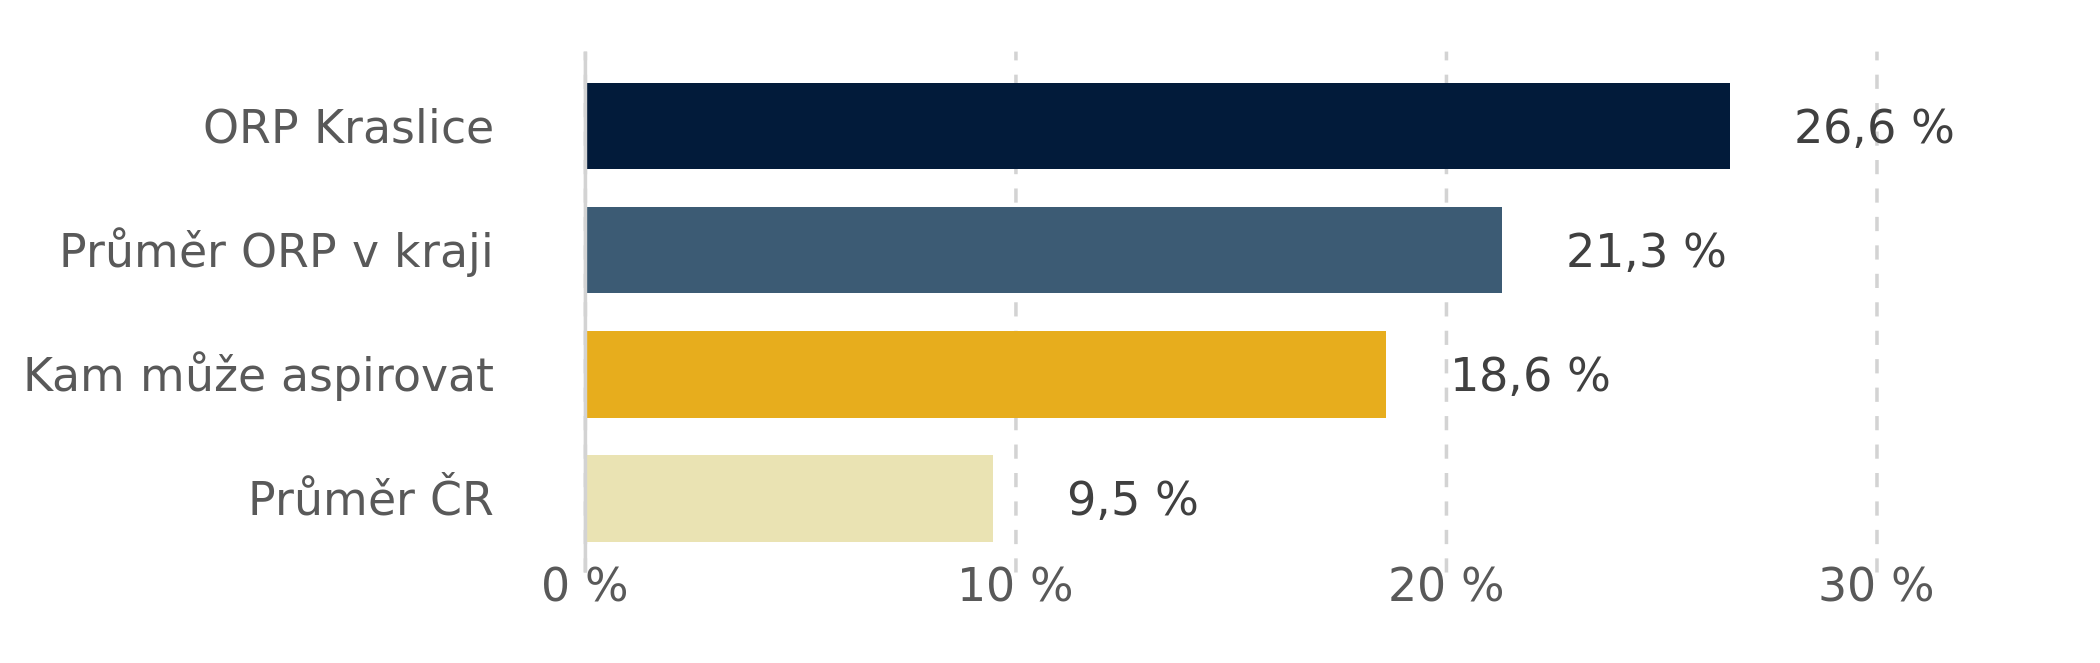 ORP Kraslice 26,6 %
Průměr ORP v kraji 21,3 %
Kam může aspirovat 18,6 %
Průměr ČR 9,5 %
0 % 10 % 20 % 30 %